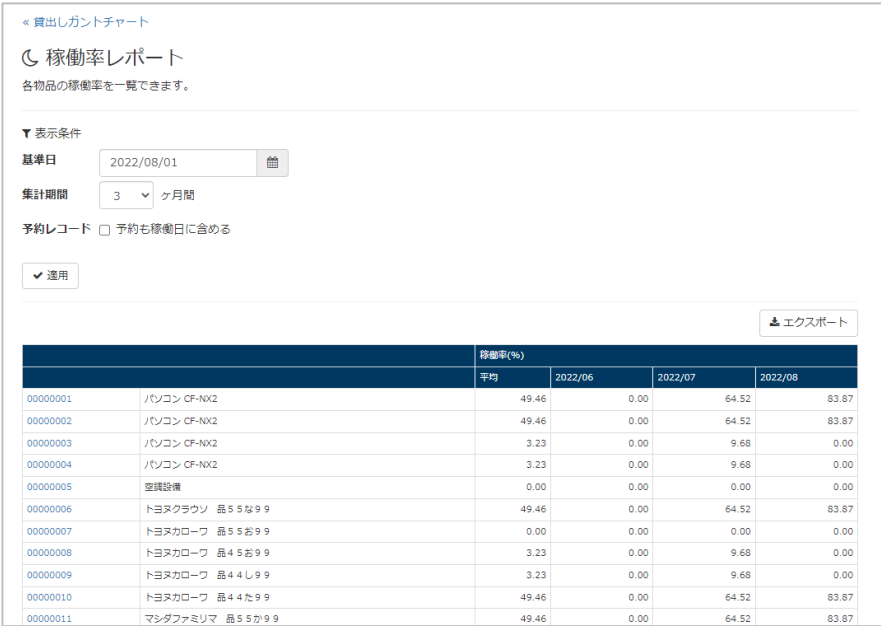 « 貸出しガントチャート
稼働率レポート
各物品の稼働率を一覧できます。
表示条件
基準日 2022/08/01
集計期間 3 ヶ月間
予約レコード 予約も稼働日に含める
適用
エクスポート
稼働率(%)
平均 2022/06 2022/07 2022/08
00000001 パソコン CF-NX2 49.46 0.00 64.52 83.87
00000002 パソコン CF-NX2 49.46 0.00 64.52 83.87
00000003 パソコン CF-NX2 3.23 0.00 9.68 0.00
00000004 パソコン CF-NX2 3.23 0.00 9.68 0.00
00000005 空調設備 0.00 0.00 0.00 0.00
00000006 トヨヌクラウソ 品５５な９９ 49.46 0.00 64.52 83.87
00000007 トヨヌカローワ 品５５お９９ 0.00 0.00 0.00 0.00
00000008 トヨヌカローワ 品４５お９９ 3.23 0.00 9.68 0.00
00000009 トヨヌカローワ 品４４し９９ 3.23 0.00 9.68 0.00
00000010 トヨヌカローワ 品４４た９９ 49.46 0.00 64.52 83.87
00000011 マシダファミリマ 品５５か９９ 49.46 0.00 64.52 83.87